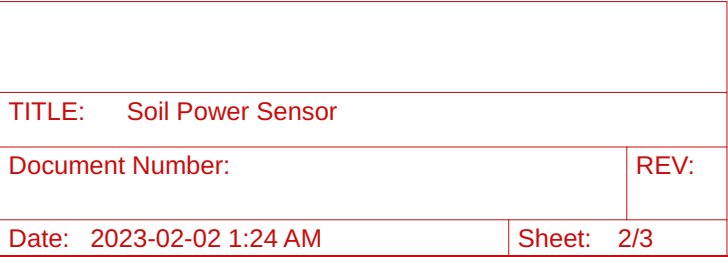 TITLE: Soil Power Sensor
Document Number: REV:
Date: 2023-02-02 1:24 AM Sheet: 2/3